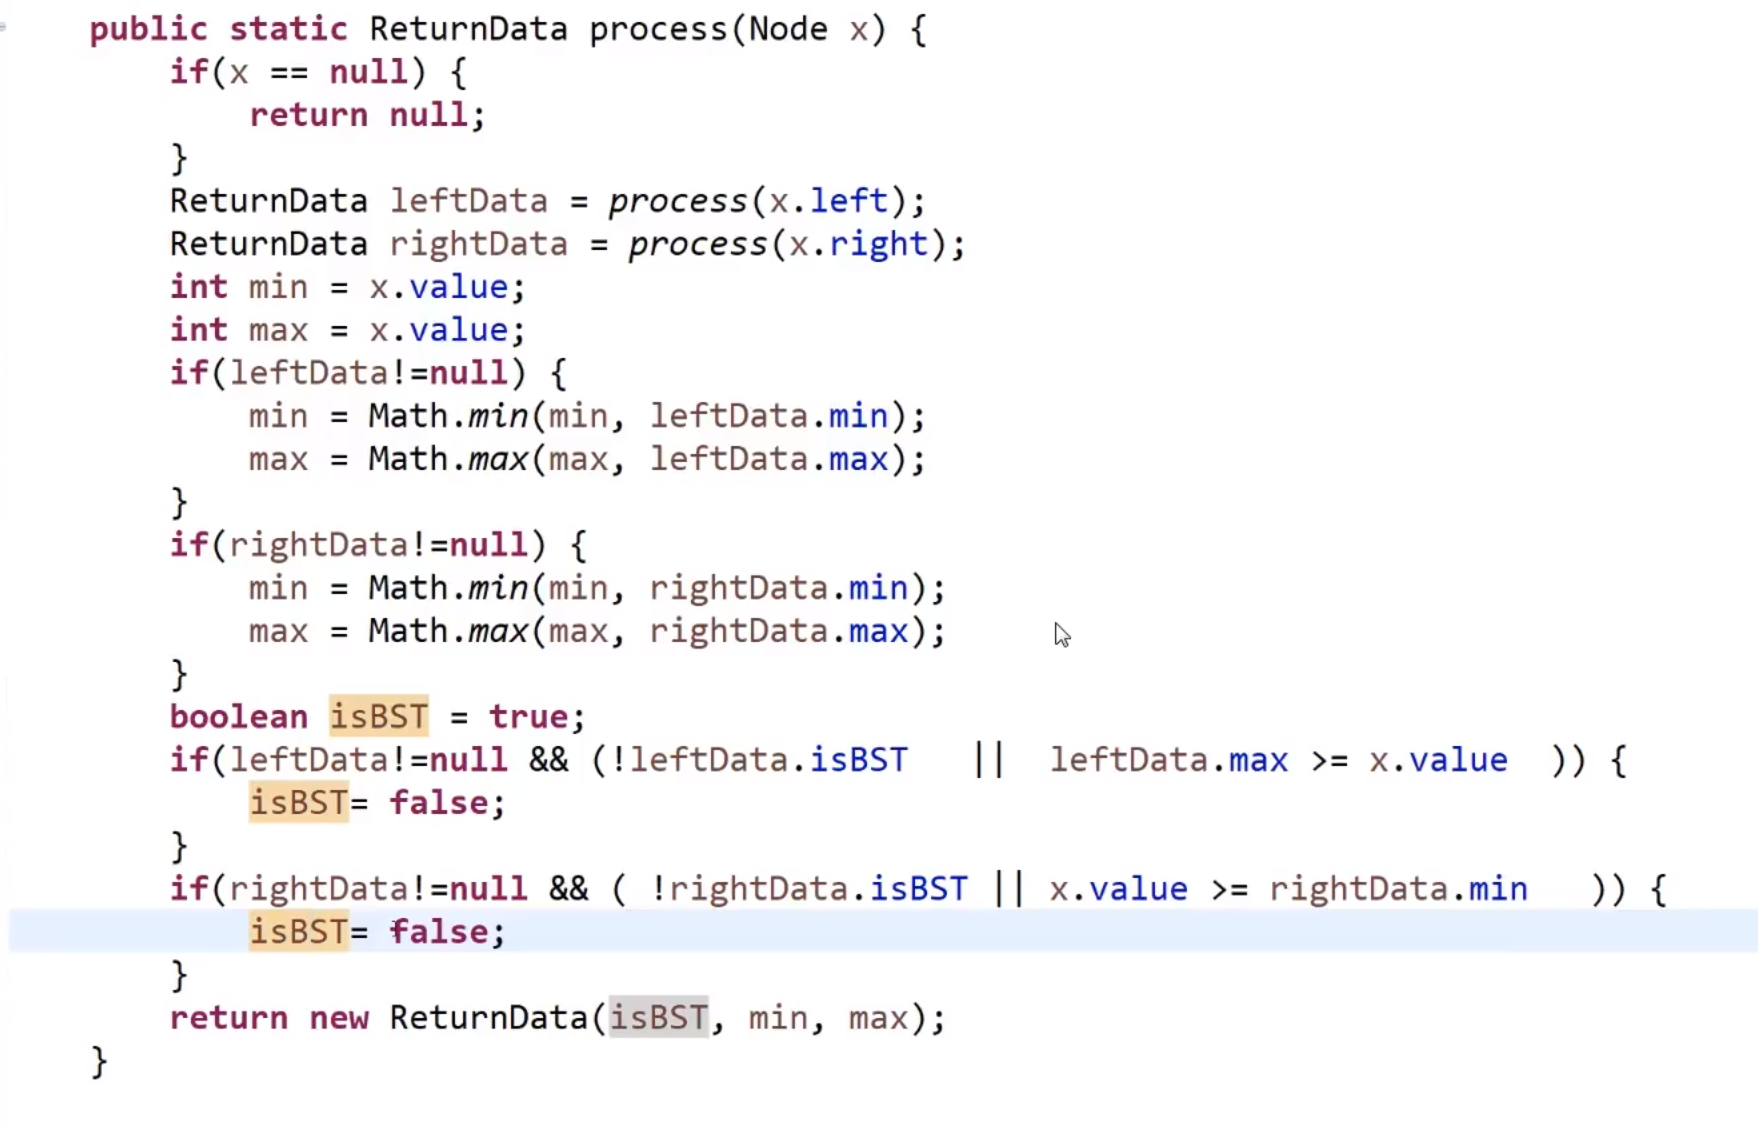 public static ReturnData process(Node x) {
    if(x == null) {
        return null;
    }
    ReturnData leftData = process(x.left);
    ReturnData rightData = process(x.right);
    int min = x.value;
    int max = x.value;
    if(leftData!=null) {
        min = Math.min(min, leftData.min);
        max = Math.max(max, leftData.max);
    }
    if(rightData!=null) {
        min = Math.min(min, rightData.min);
        max = Math.max(max, rightData.max);
    }
    boolean isBST = true;
    if(leftData!=null && (!leftData.isBST   ||  leftData.max >= x.value  )) {
        isBST= false;
    }
    if(rightData!=null && ( !rightData.isBST || x.value >= rightData.min   )) {
        isBST= false;
    }
    return new ReturnData(isBST, min, max);
}